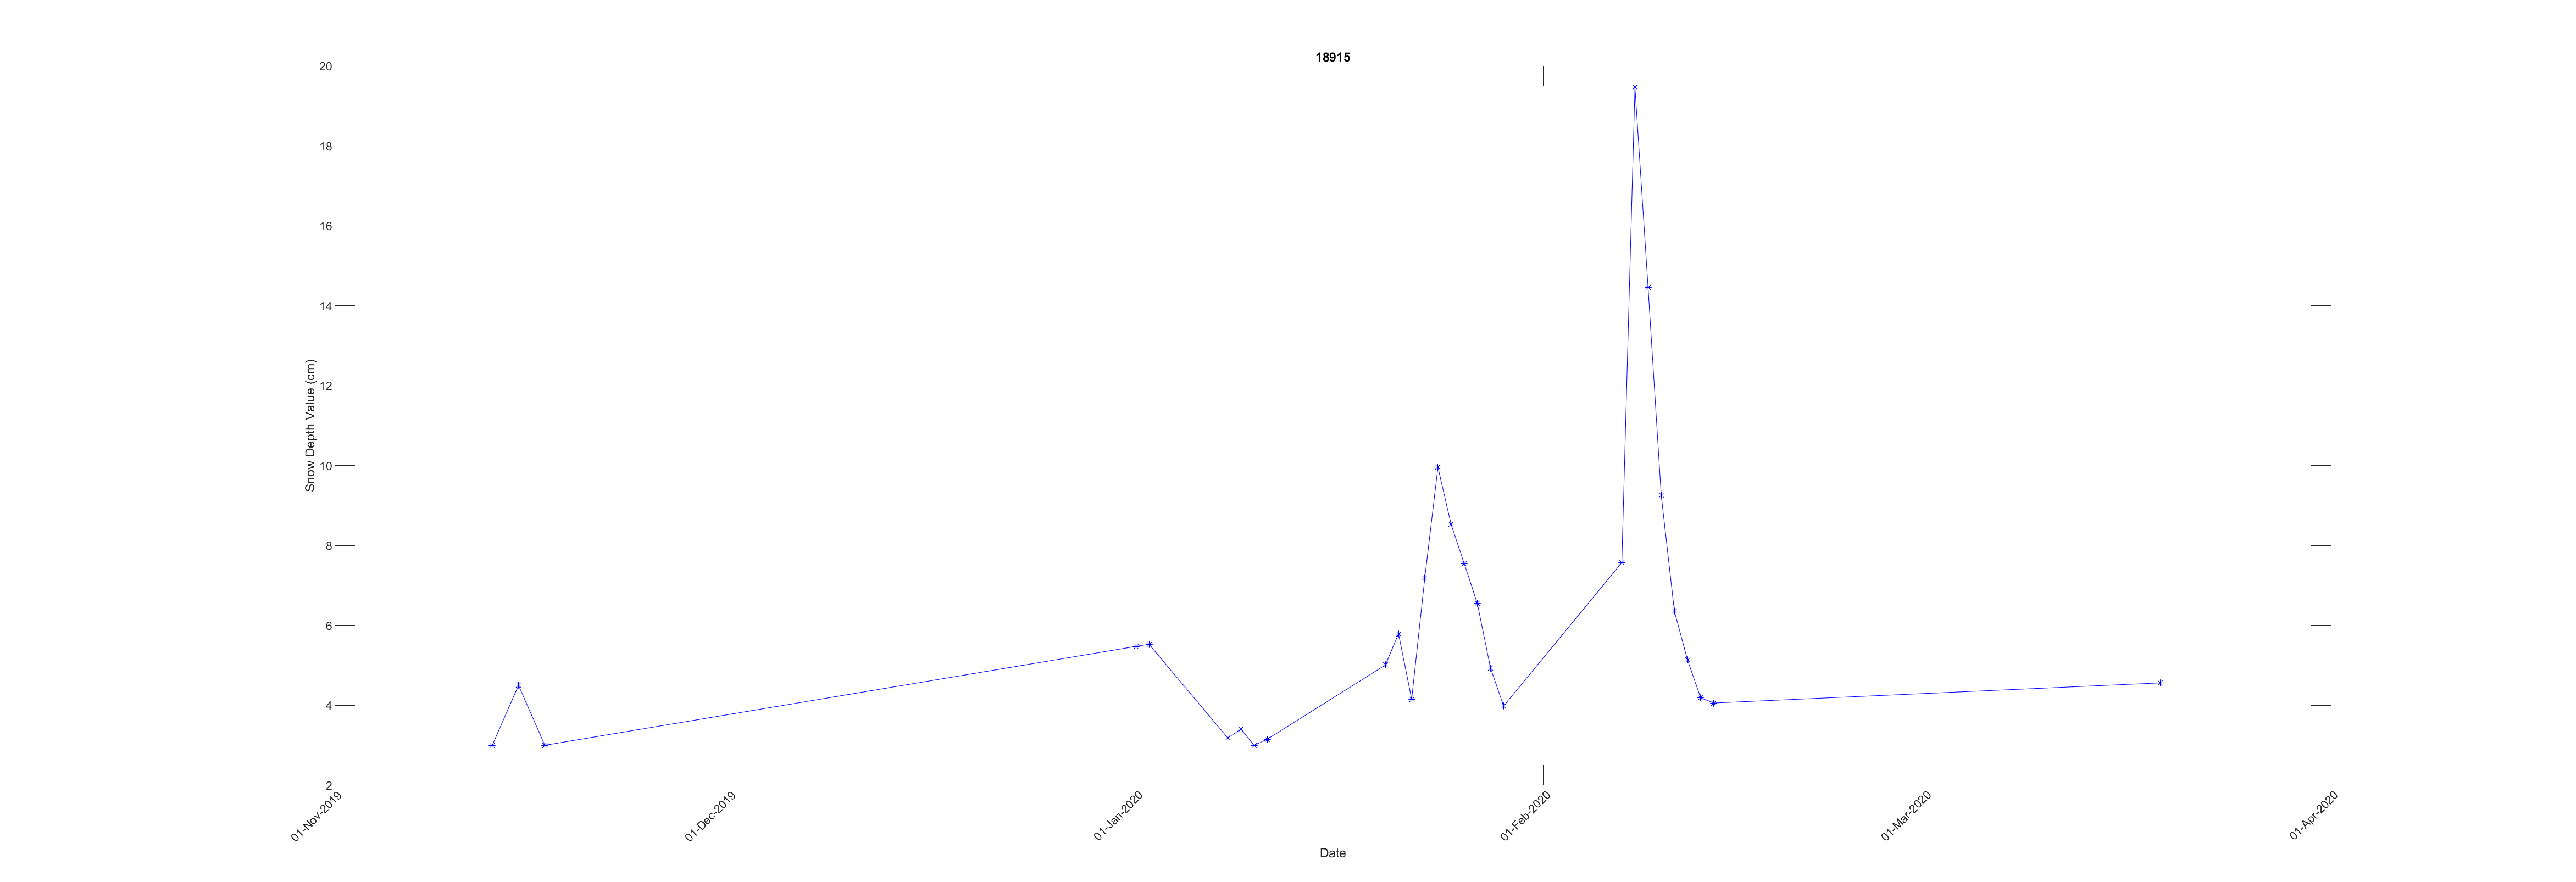 18915
20
18
16
14
12
10
8
6
4
2
Snow Depth Value (cm)
01-Nov-2019
01-Dec-2019
01-Jan-2020
01-Feb-2020
01-Mar-2020
01-Apr-2020
Date